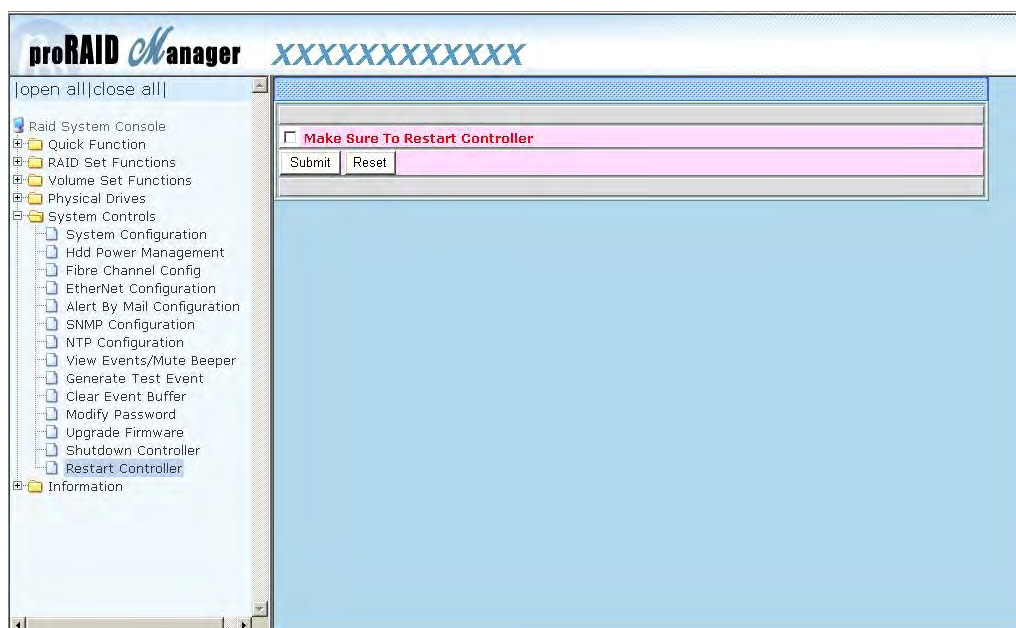 proRAID Manager XXXXXXXXXXXX
|open all|close all|
Raid System Console
Quick Function
RAID Set Functions
Volume Set Functions
Physical Drives
System Controls
System Configuration
Hdd Power Management
Fibre Channel Config
EtherNet Configuration
Alert By Mail Configuration
SNMP Configuration
NTP Configuration
View Events/Mute Beeper
Generate Test Event
Clear Event Buffer
Modify Password
Upgrade Firmware
Shutdown Controller
Restart Controller
Information
Make Sure To Restart Controller
Submit Reset